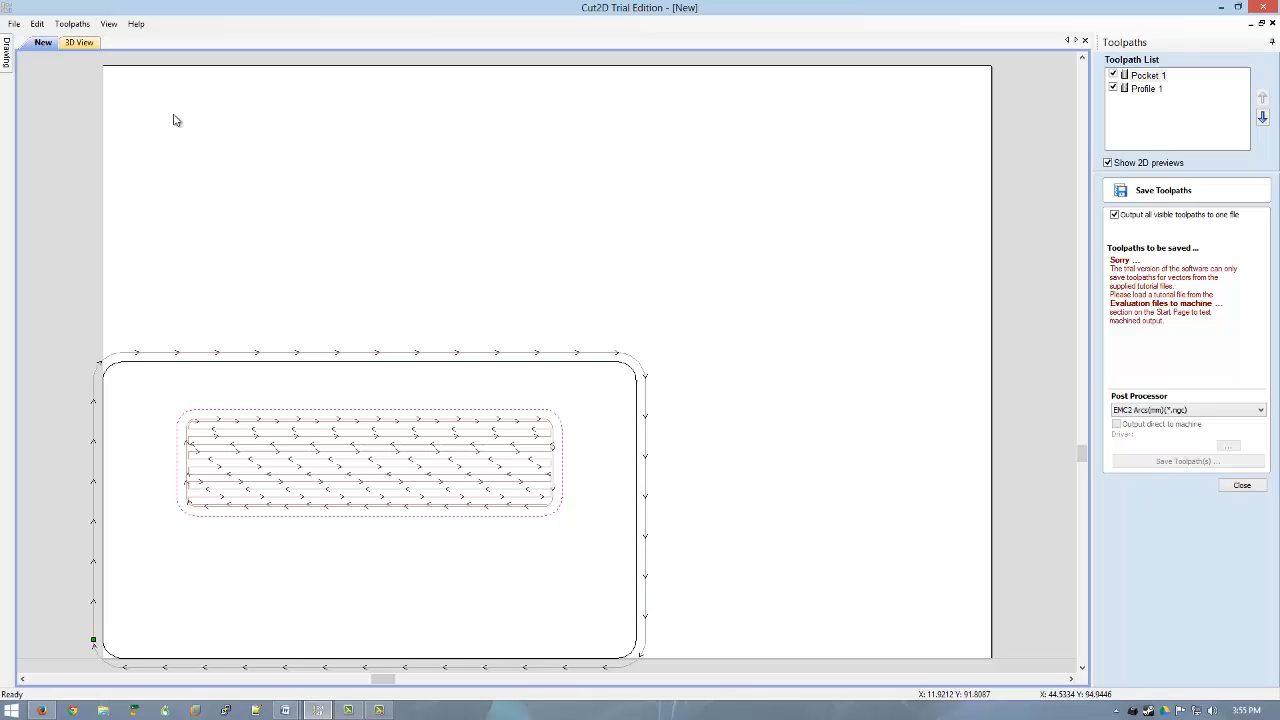 Cut2D Trial Edition - [New]
File Edit Toolpaths View Help
Drawing
New 3D View
Toolpaths
Toolpath List
Pocket 1
Profile 1
Show 2D previews
Save Toolpaths
Output all visible toolpaths to one file
Toolpaths to be saved ...
Sorry ...
The trial version of the software can only
save toolpaths for vectors from the
supplied tutorial files.
Please load a tutorial file from the
Evaluation files to machine ...
section on the Start Page to test
machined output.
Post Processor
EMC2 Arcs(mm)(*.ngc)
Output direct to machine
Driver:
...
Save Toolpath(s) ...
Close
Ready
X: 11.9212 Y: 91.8087
X: 44.5334 Y: 94.9446
3:55 PM